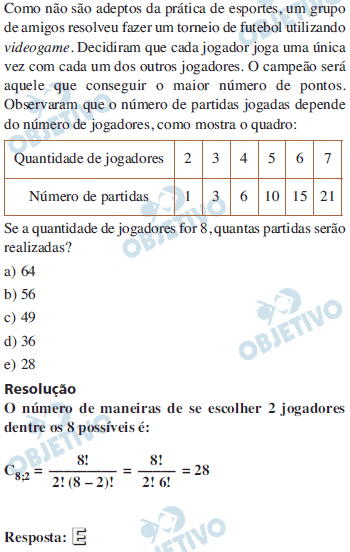 Como não são adeptos da prática de esportes, um grupo
de amigos resolveu fazer um torneio de futebol utilizando
videogame. Decidiram que cada jogador joga uma única
vez com cada um dos outros jogadores. O campeão será
aquele que conseguir o maior número de pontos.
Observaram que o número de partidas jogadas depende
do número de jogadores, como mostra o quadro:
Quantidade de jogadores 2 3 4 5 6 7
Número de partidas 1 3 6 10 15 21
Se a quantidade de jogadores for 8, quantas partidas serão
realizadas?
a) 64
b) 56
c) 49
d) 36
e) 28
Resolução
O número de maneiras de se escolher 2 jogadores
dentre os 8 possíveis é:
C8;2 = 8! / 2! (8 – 2)! = 8! / 2! 6! = 28
Resposta: E
OBJETIVO
OBJETIVO
OBJETIVO
OBJETIVO
OBJETIVO